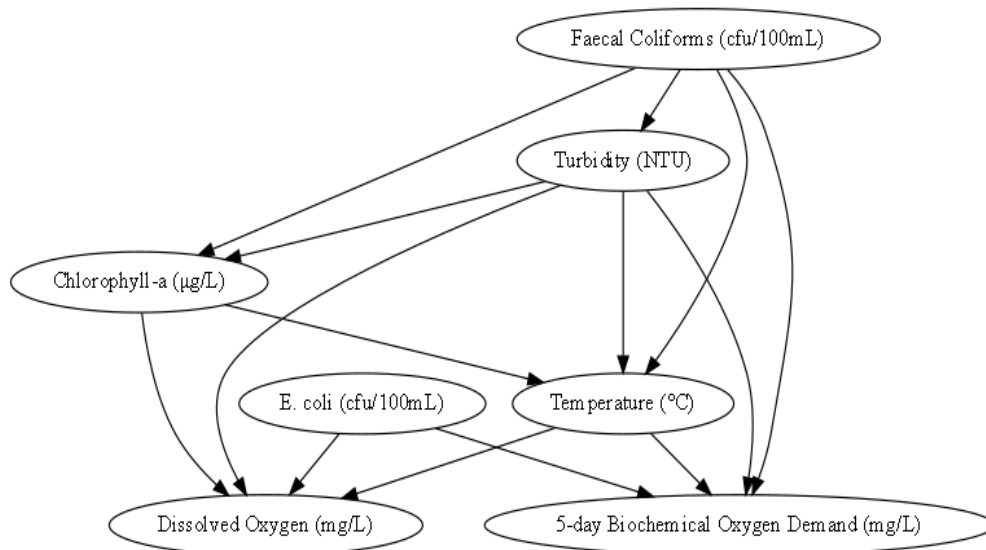 Faecal Coliforms (cfu/100mL)
Turbidity (NTU)
Chlorophyll-a (μg/L)
E. coli (cfu/100mL)
Temperature (°C)
Dissolved Oxygen (mg/L)
5-day Biochemical Oxygen Demand (mg/L)